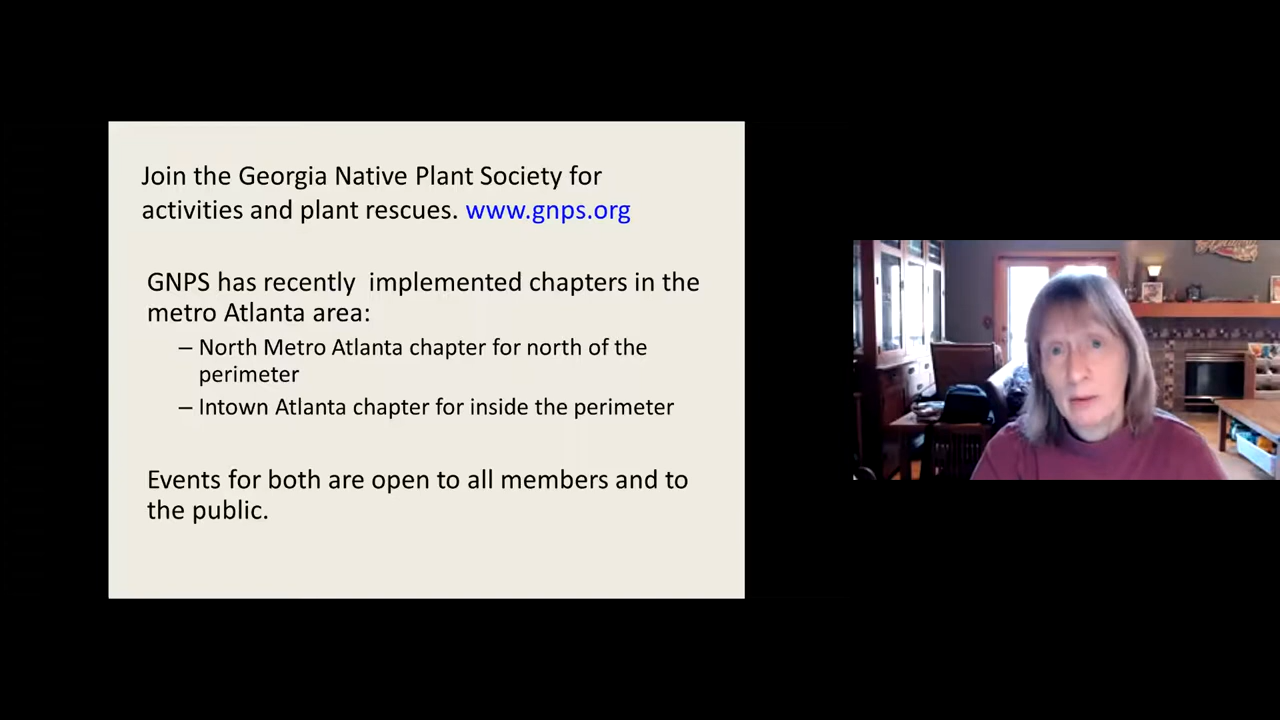 Join the Georgia Native Plant Society for
activities and plant rescues. www.gnps.org
GNPS has recently  implemented chapters in the
metro Atlanta area:
– North Metro Atlanta chapter for north of the
perimeter
– Intown Atlanta chapter for inside the perimeter
Events for both are open to all members and to
the public.